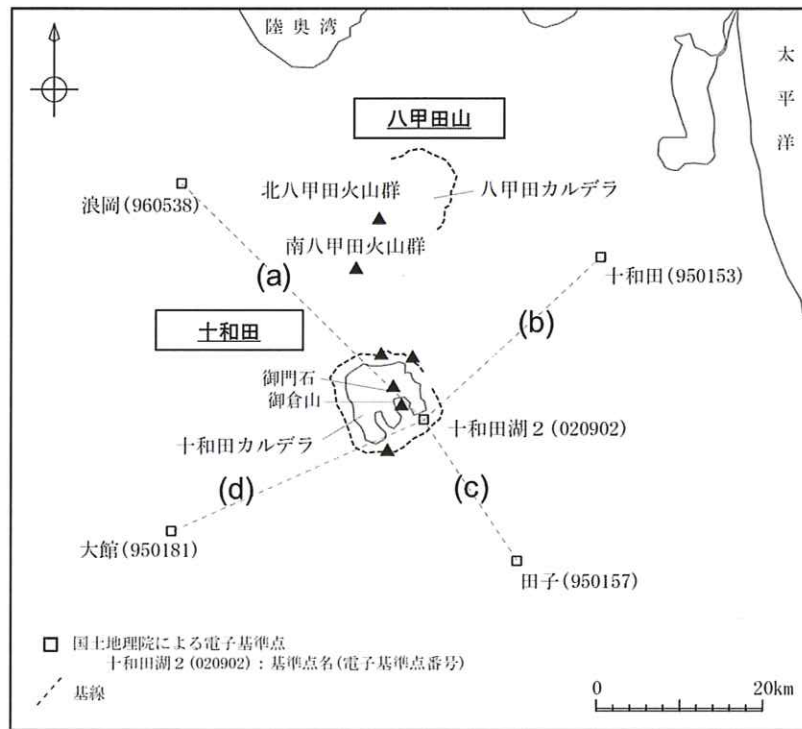 陸奥湾
太平洋
八甲田山
北八甲田火山群
八甲田カルデラ
浪岡(960538)
南八甲田火山群
十和田(950153)
(a)
(b)
十和田
御門石
御倉山
十和田カルデラ
十和田湖2(020902)
(d)
(c)
大館(950181)
田子(950157)
国土地理院による電子基準点
十和田湖2(020902):基準点名(電子基準点番号)
基線
0 20km